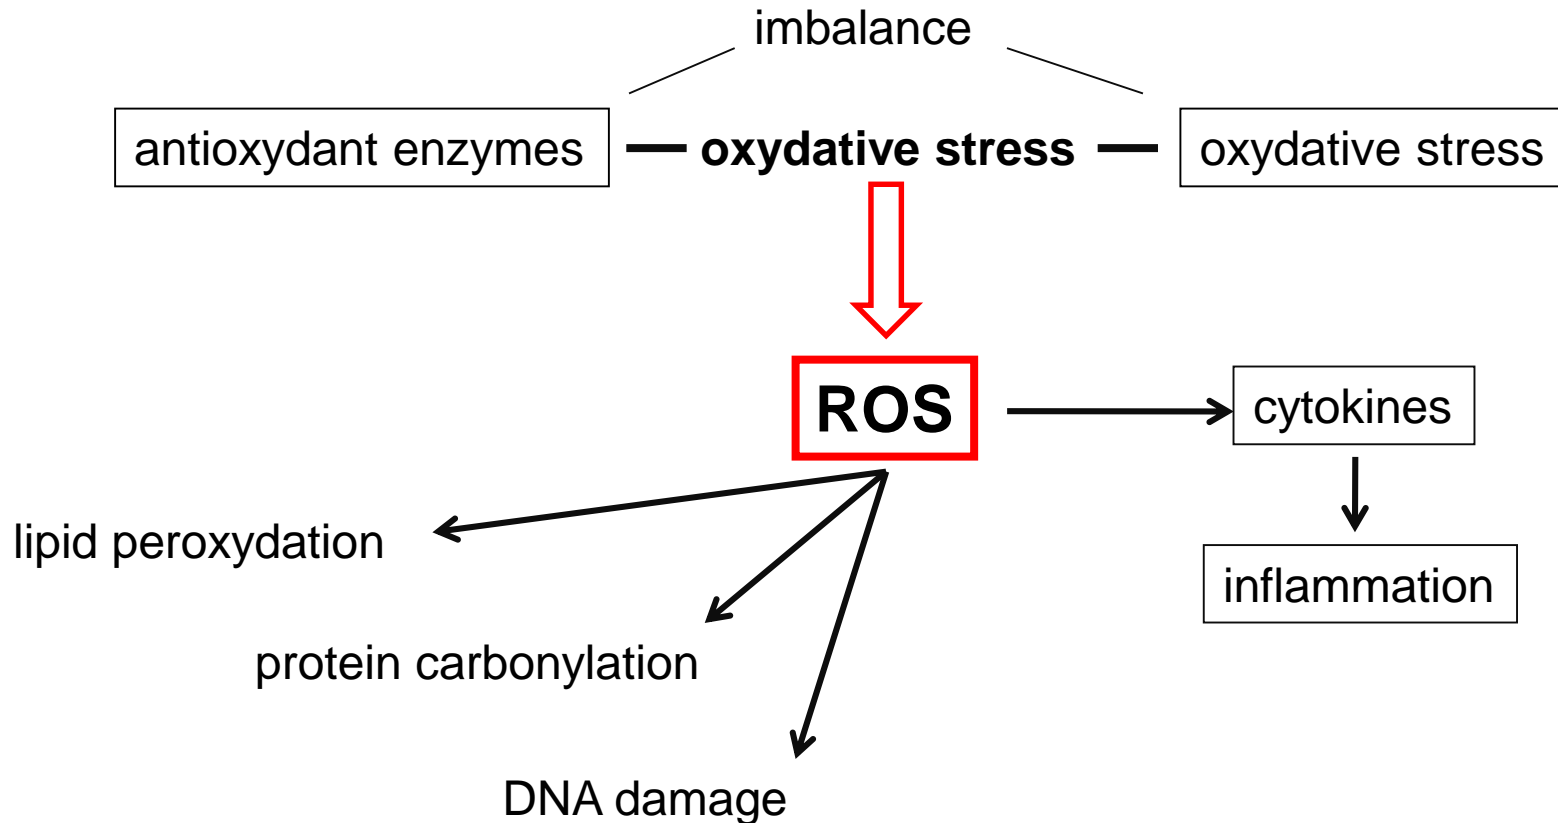 imbalance
antioxydant enzymes
oxydative stress
oxydative stress
ROS
cytokines
lipid peroxydation
inflammation
protein carbonylation
DNA damage